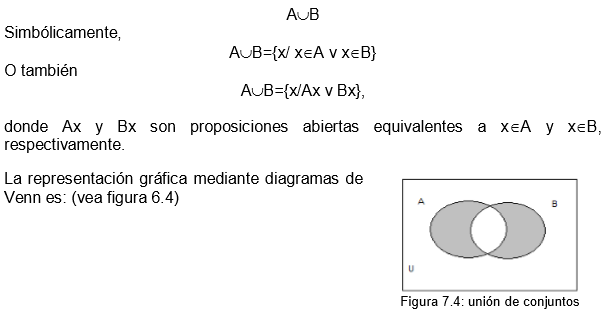 A∪B
Simbólicamente,
A∪B={x/ x∈A v x∈B}
O también
A∪B={x/Ax v Bx},
donde Ax y Bx son proposiciones abiertas equivalentes a x∈A y x∈B,
respectivamente.
La representación gráfica mediante diagramas de
Venn es: (vea figura 6.4)
A
B
U
Figura 7.4: unión de conjuntos